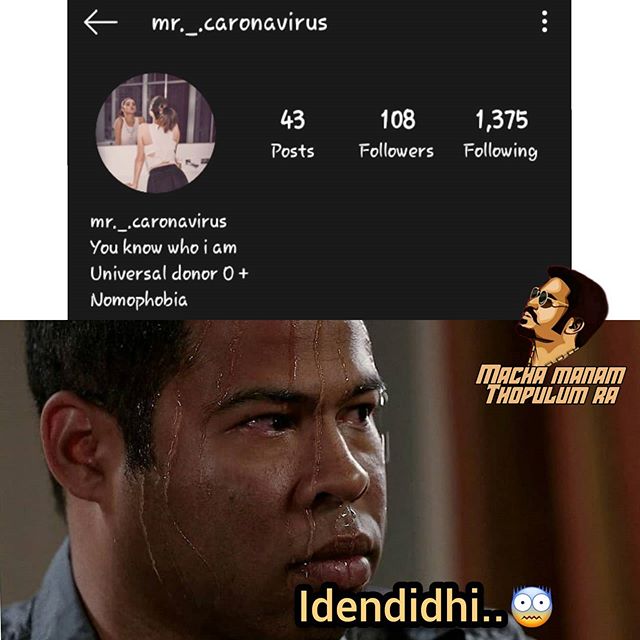 mr._.caronavirus
43
108
1,375
Posts
Followers
Following
mr._.caronavirus
You know who i am
Universal donor O +
Nomophobia
MACHA MANAM
THOPULUM RA
Idendidhi.. 😨